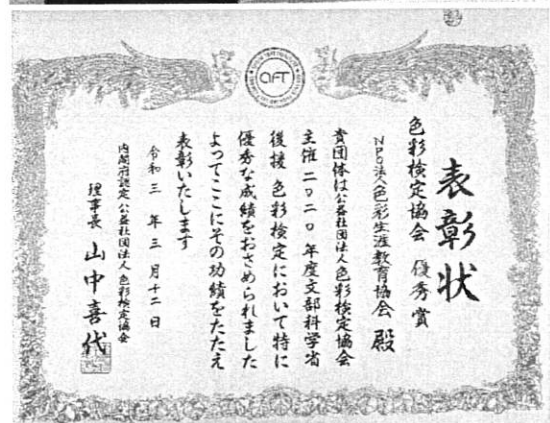 AFT
表彰状
色彩検定協会 優秀賞
NPO法人色彩生涯教育協会 殿
貴団体は公益社団法人色彩検定協会
主催二〇二〇年度文部科学省
後援 色彩検定において特に
優秀な成績をおさめられました
よってここにその功績をたたえ
表彰いたします
令和三 年三 月十二 日
内閣府認定公益社団法人色彩検定協会
理事長 山中喜代